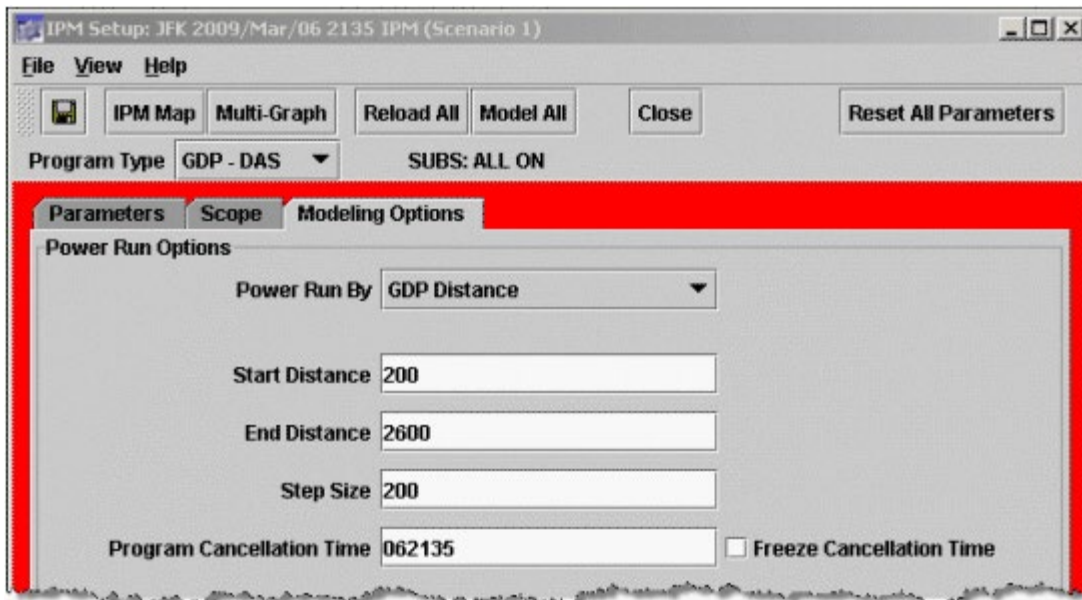 IPM Setup: JFK 2009/Mar/06 2135 IPM (Scenario 1)
File View Help
IPM Map Multi-Graph Reload All Model All Close Reset All Parameters
Program Type GDP - DAS SUBS: ALL ON
Parameters Scope Modeling Options
Power Run Options
Power Run By GDP Distance
Start Distance 200
End Distance 2600
Step Size 200
Program Cancellation Time 062135 Freeze Cancellation Time